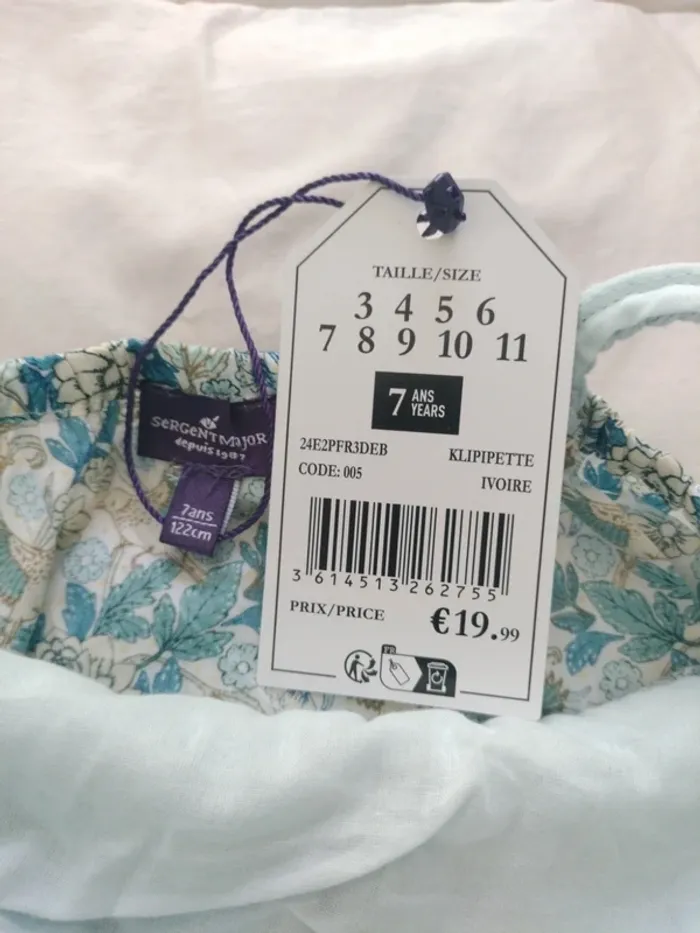 TAILLE/SIZE
3 4 5 6
7 8 9 10 11
7 ANS
YEARS
24E2PFR3DEB KLIPIPETTE
CODE: 005 IVOIRE
3 614513 262755
PRIX/PRICE €19.99
FR
SeRGeNT MaJOR
depuis 1987
7ans
122cm